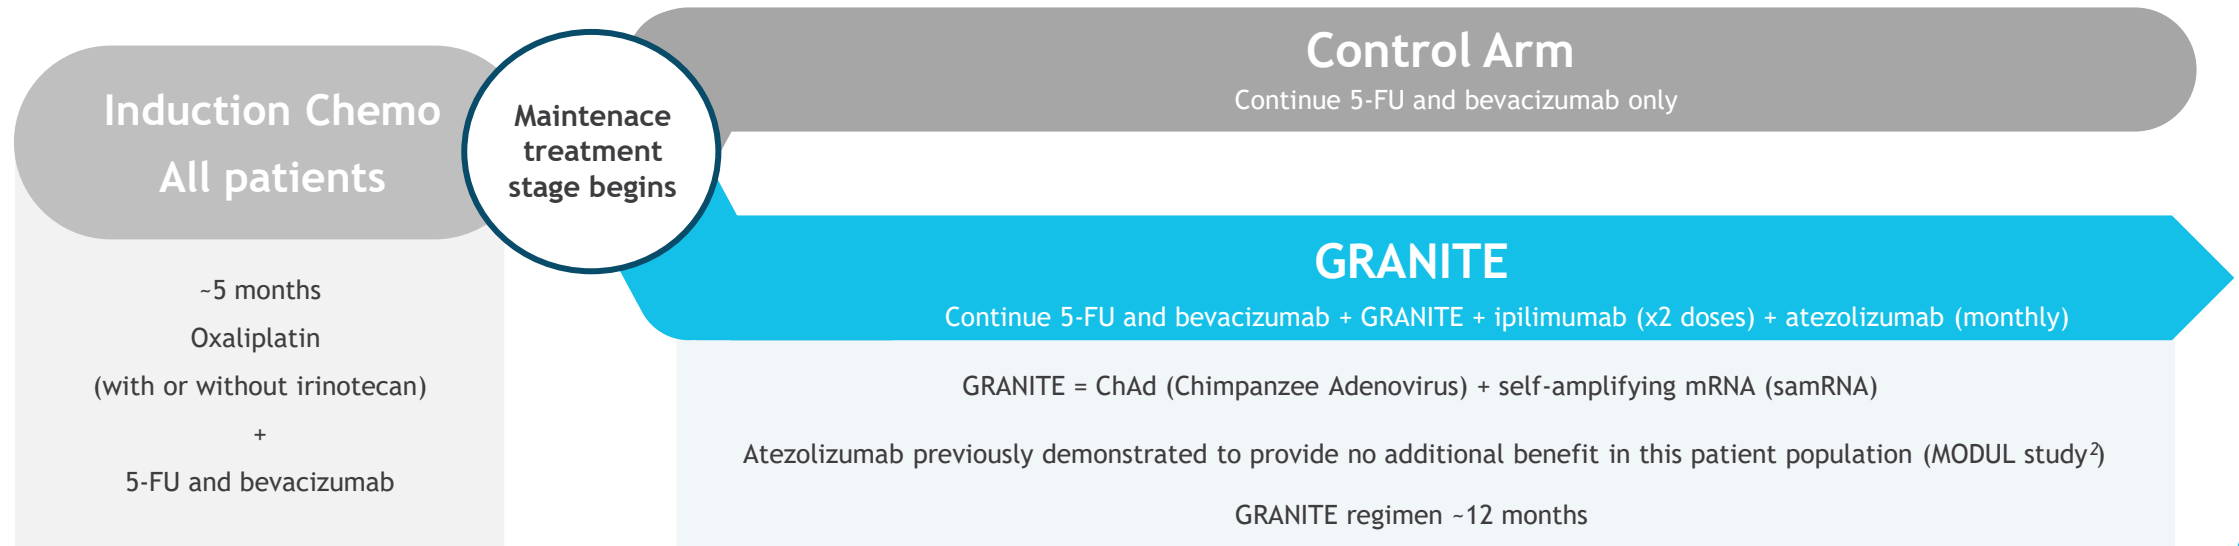 Induction Chemo
All patients
~5 months
Oxaliplatin
(with or without irinotecan)
+
5-FU and bevacizumab
Maintenace
treatment
stage begins
Control Arm
Continue 5-FU and bevacizumab only
GRANITE
Continue 5-FU and bevacizumab + GRANITE + ipilimumab (x2 doses) + atezolizumab (monthly)
GRANITE = ChAd (Chimpanzee Adenovirus) + self-amplifying mRNA (samRNA)
Atezolizumab previously demonstrated to provide no additional benefit in this patient population (MODUL study²)
GRANITE regimen ~12 months